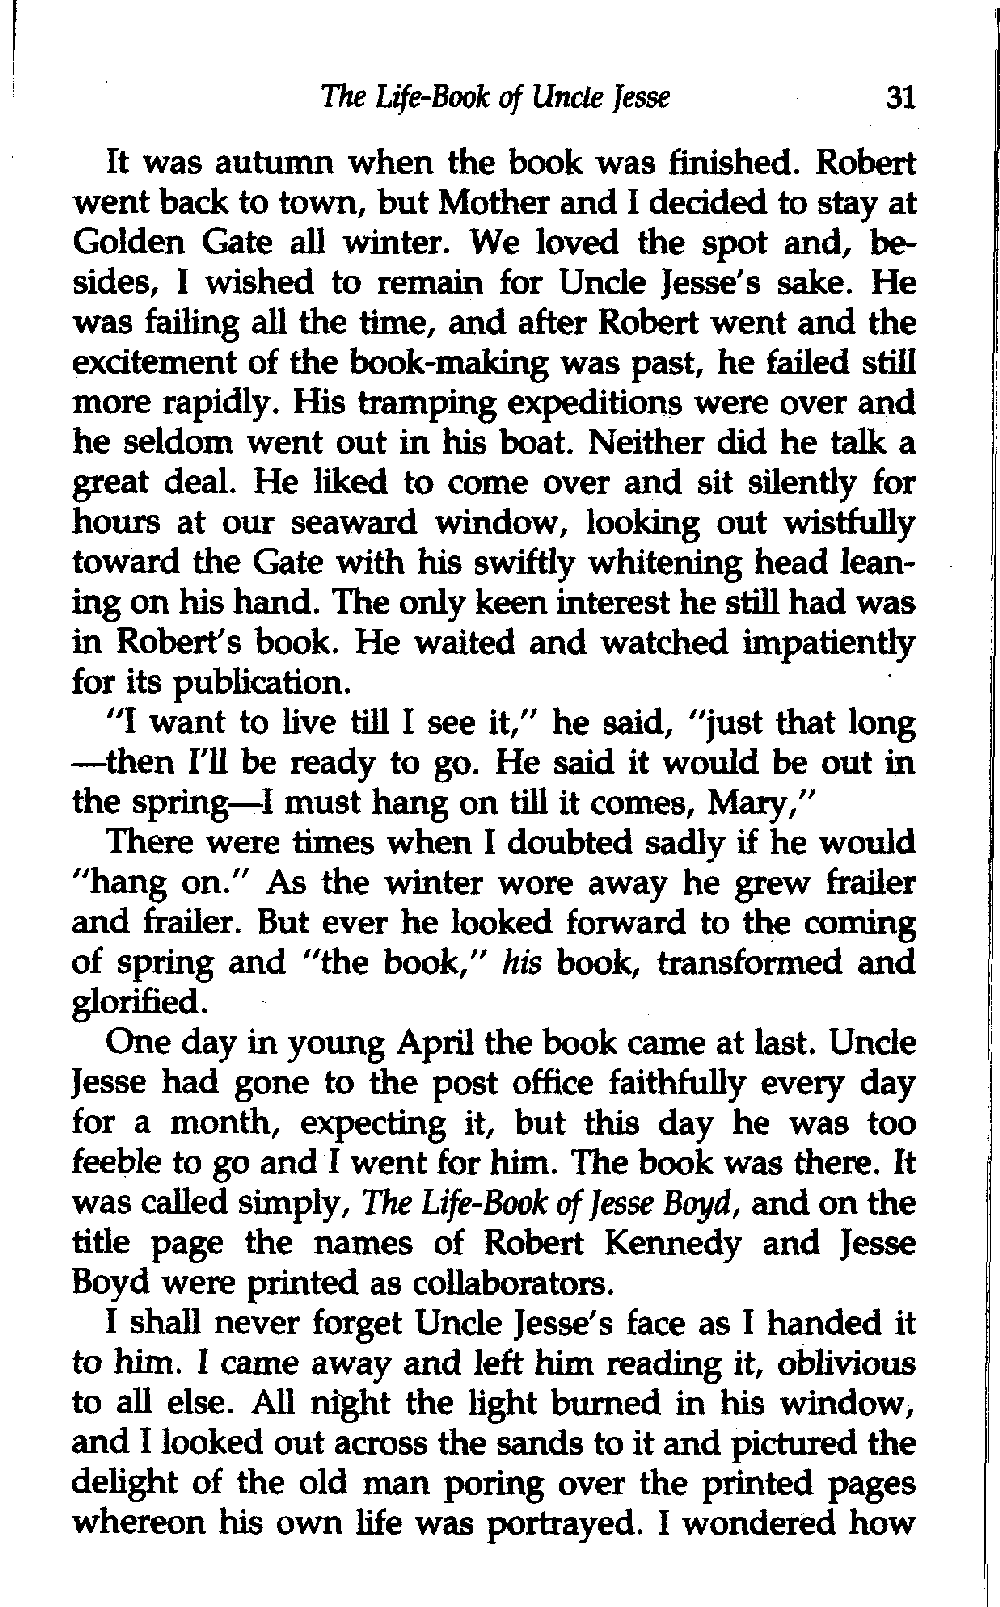 The Life-Book of Uncle Jesse 31
It was autumn when the book was finished. Robert
went back to town, but Mother and I decided to stay at
Golden Gate all winter. We loved the spot and, be-
sides, I wished to remain for Uncle Jesse's sake. He
was failing all the time, and after Robert went and the
excitement of the book-making was past, he failed still
more rapidly. His tramping expeditions were over and
he seldom went out in his boat. Neither did he talk a
great deal. He liked to come over and sit silently for
hours at our seaward window, looking out wistfully
toward the Gate with his swiftly whitening head lean-
ing on his hand. The only keen interest he still had was
in Robert's book. He waited and watched impatiently
for its publication.
"I want to live till I see it," he said, "just that long
—then I'll be ready to go. He said it would be out in
the spring—I must hang on till it comes, Mary,"
There were times when I doubted sadly if he would
"hang on." As the winter wore away he grew frailer
and frailer. But ever he looked forward to the coming
of spring and "the book," his book, transformed and
glorified.
One day in young April the book came at last. Uncle
Jesse had gone to the post office faithfully every day
for a month, expecting it, but this day he was too
feeble to go and I went for him. The book was there. It
was called simply, The Life-Book of Jesse Boyd, and on the
title page the names of Robert Kennedy and Jesse
Boyd were printed as collaborators.
I shall never forget Uncle Jesse's face as I handed it
to him. I came away and left him reading it, oblivious
to all else. All night the light burned in his window,
and I looked out across the sands to it and pictured the
delight of the old man poring over the printed pages
whereon his own life was portrayed. I wondered how